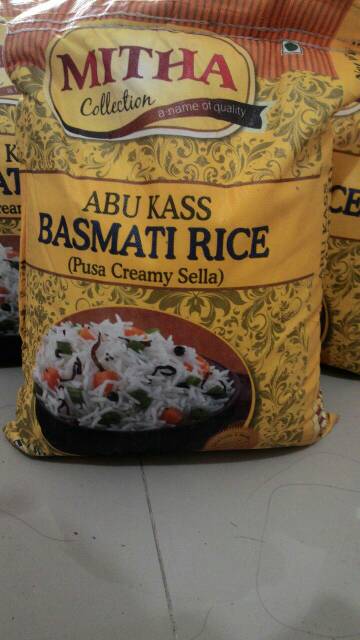 MITHA
Collection
a name of quality
ABU KASS
BASMATI RICE
(Pusa Creamy Sella)